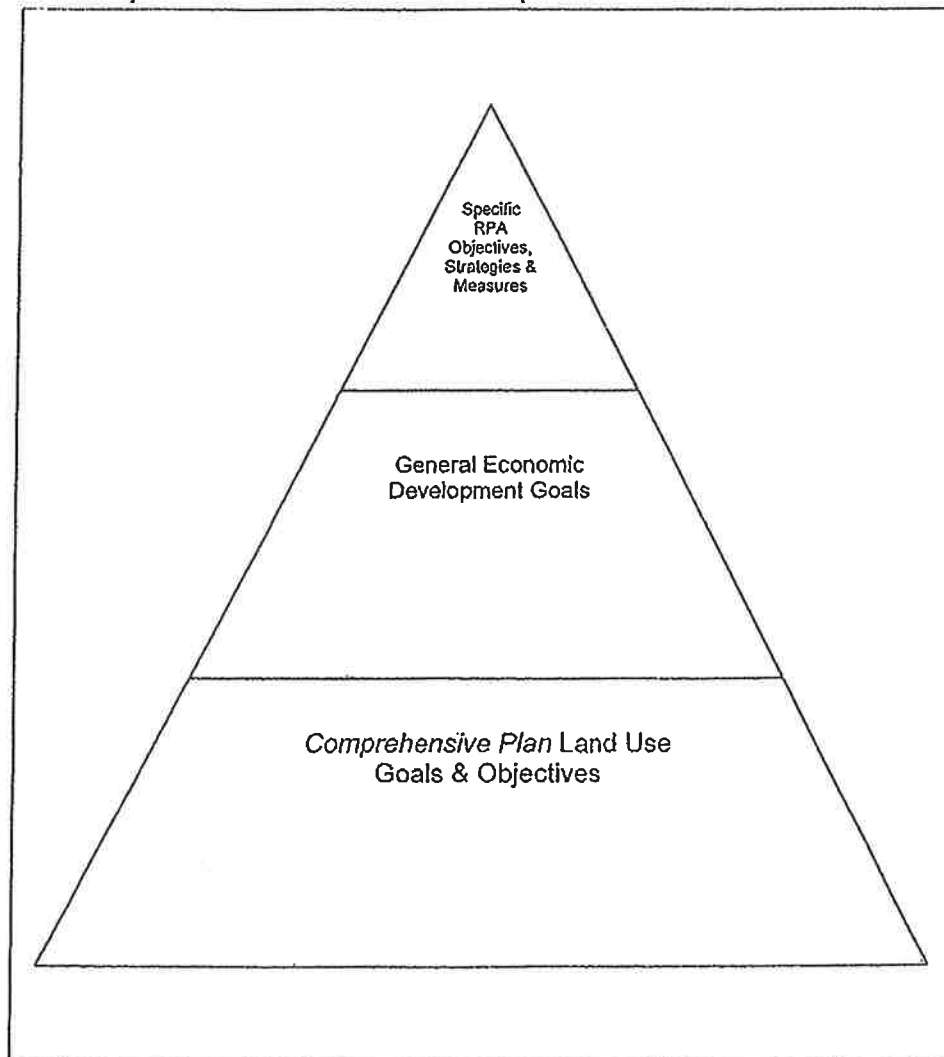 Specific
RPA
Objectives,
Strategies &
Measures
General Economic
Development Goals
Comprehensive Plan Land Use
Goals & Objectives